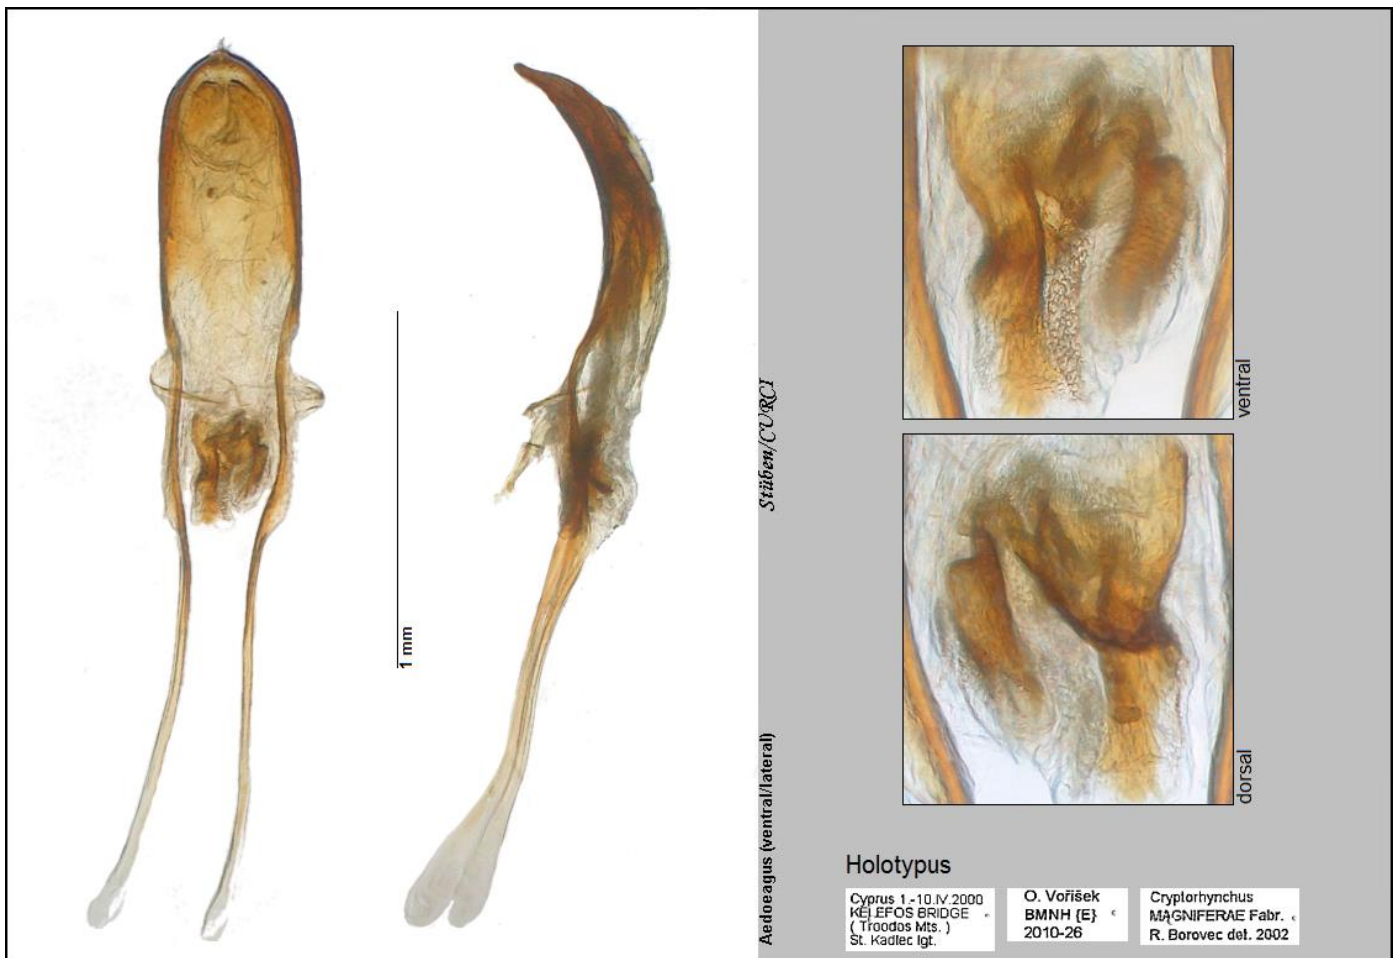 1 mm
Stüben/CURCI
Aedoeagus (ventral/lateral)
ventral
dorsal
Holotypus
Cyprus 1.-10.IV.2000
KELEFOS BRIDGE
( Troodos Mts. )
St. Kadlec lgt.
O. Voříšek
BMNH {E}
2010-26
Cryptorhynchus
MAGNIFERAE Fabr.
R. Borovec det. 2002